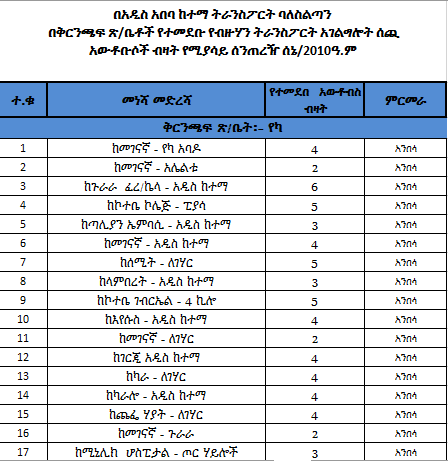 በአዲስ አበባ ከተማ ትራንስፖርት ባለስልጣን
በቅርንጫፍ ጽ/ቤቶች የተመደቡ የብዙሃን ትራንስፖርት አገልግሎት ሰጪ
አውቶቡሶች ብዛት የሚያሳይ ሰንጠረዥ ሰኔ/2010ዓ.ም
ተ.ቁ መነሻ መድረሻ የተመደበ አውቶብስ ብዛት ምርመራ
ቅርንጫፍ ጽ/ቤት፡- የካ
1 ከመገናኛ - የካ አባዶ 4 አንበሳ
2 ከመገናኛ - አሌልቱ 2 አንበሳ
3 ከጉራራ ፈረ/ኬላ - አዲስ ከተማ 6 አንበሳ
4 ከኮተቤ ኮሌጅ - ፒያሳ 5 አንበሳ
5 ከጣሊያን ኤምባሲ - አዲስ ከተማ 3 አንበሳ
6 ከመገናኛ - አዲስ ከተማ 4 አንበሳ
7 ከሰሚት - ለገሃር 5 አንበሳ
8 ከላምበረት - አዲስ ከተማ 3 አንበሳ
9 ከኮተቤ ገብርኤል - 4 ኪሎ 5 አንበሳ
10 ከእየሱስ - አዲስ ከተማ 4 አንበሳ
11 ከመገናኛ - ለገሃር 2 አንበሳ
12 ከገርጂ አዲስ ከተማ 4 አንበሳ
13 ከካራ - ለገሃር 4 አንበሳ
14 ከካራሎ - አዲስ ከተማ 4 አንበሳ
15 ከጨፌ ሃያት - ለገሃር 4 አንበሳ
16 ከመገናኛ - ጉራራ 2 አንበሳ
17 ከሚኒሊክ ሆስፒታል - ጦር ሃይሎች 3 አንበሳ